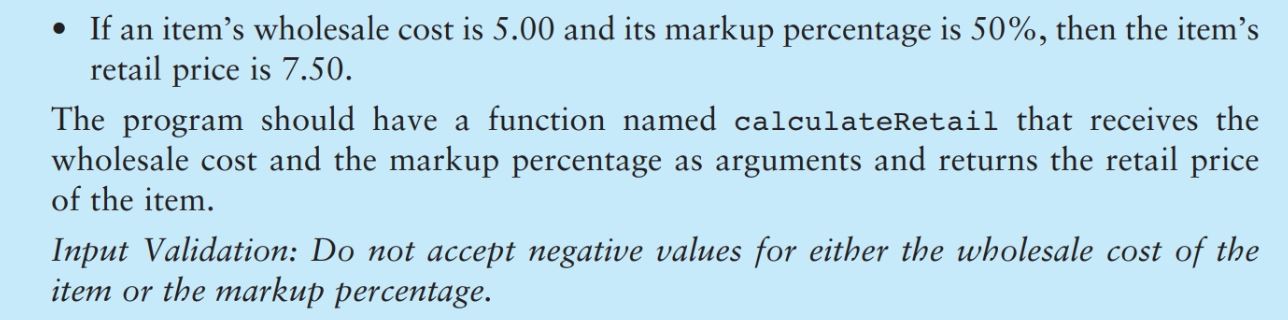 • If an item’s wholesale cost is 5.00 and its markup percentage is 50%, then the item’s
retail price is 7.50.
The program should have a function named calculateRetail that receives the
wholesale cost and the markup percentage as arguments and returns the retail price
of the item.
Input Validation: Do not accept negative values for either the wholesale cost of the
item or the markup percentage.